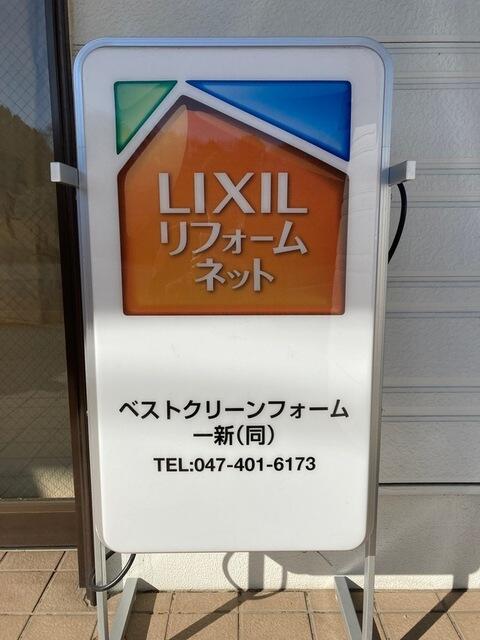 LIXIL
リフォーム
ネット
ベストクリーンフォーム
一新(同)
TEL:047-401-6173